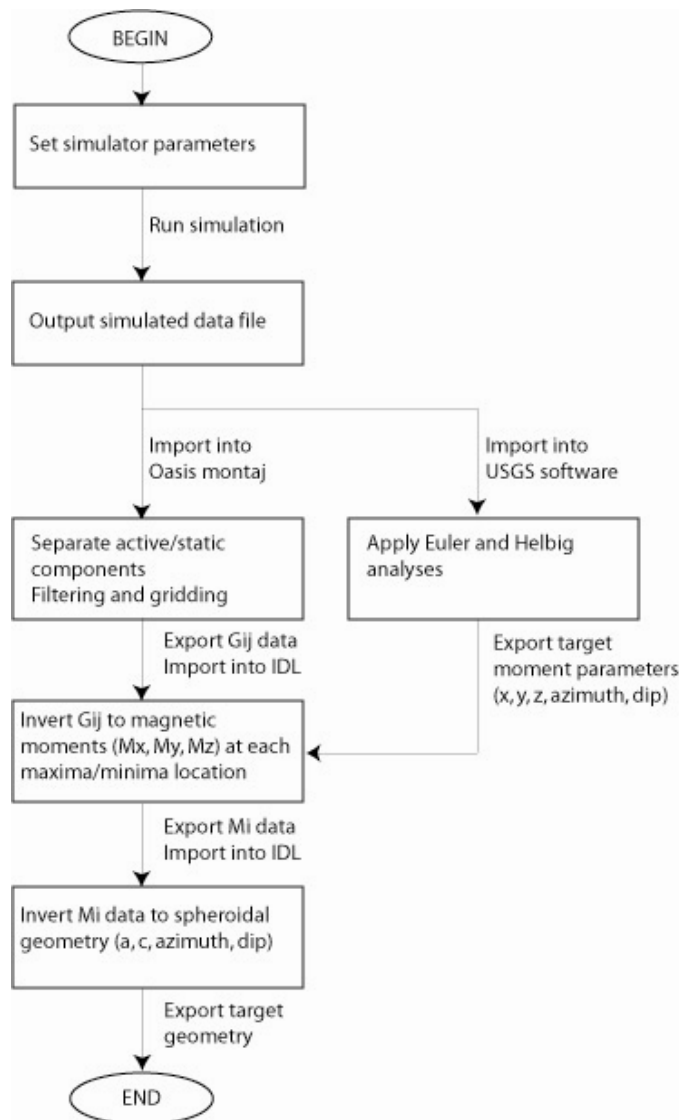 BEGIN
Set simulator parameters
Run simulation
Output simulated data file
Import into
Oasis montaj
Import into
USGS software
Separate active/static
components
Filtering and gridding
Apply Euler and Helbig
analyses
Export Gij data
Import into IDL
Export target
moment parameters
(x, y, z, azimuth, dip)
Invert Gij to magnetic
moments (Mx, My, Mz) at each
maxima/minima location
Export Mi data
Import into IDL
Invert Mi data to spheroidal
geometry (a, c, azimuth, dip)
Export target
geometry
END